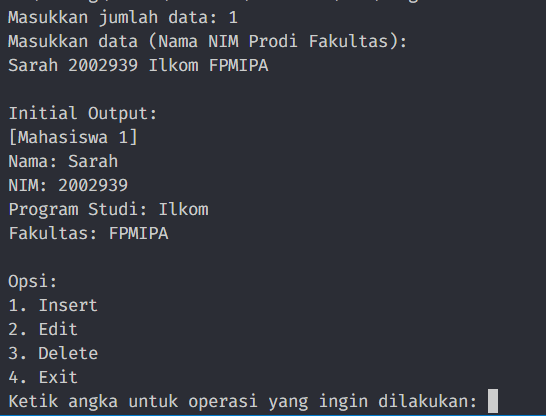 Masukkan jumlah data: 1
Masukkan data (Nama NIM Prodi Fakultas):
Sarah 2002939 Ilkom FPMIPA
Initial Output:
[Mahasiswa 1]
Nama: Sarah
NIM: 2002939
Program Studi: Ilkom
Fakultas: FPMIPA
Opsi:
1. Insert
2. Edit
3. Delete
4. Exit
Ketik angka untuk operasi yang ingin dilakukan: